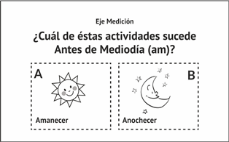 Eje Medición
¿Cuál de éstas actividades sucede
Antes de Mediodía (am)?
A
B
Amanecer
Anochecer